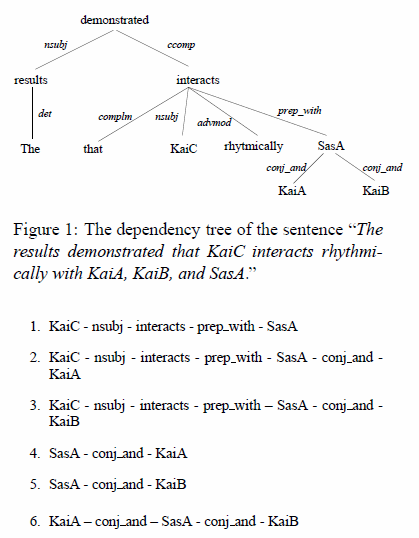 demonstrated
nsubj
ccomp
results
interacts
det
complm
nsubj
advmod
prep_with
The
that
KaiC
rhytmically
SasA
conj_and
conj_and
KaiA
KaiB
Figure 1: The dependency tree of the sentence “The
results demonstrated that KaiC interacts rhythmi-
cally with KaiA, KaiB, and SasA.”
1. KaiC - nsubj - interacts - prep_with - SasA
2. KaiC - nsubj - interacts - prep_with - SasA - conj_and -
KaiA
3. KaiC - nsubj - interacts - prep_with – SasA - conj_and -
KaiB
4. SasA - conj_and - KaiA
5. SasA - conj_and - KaiB
6. KaiA – conj_and – SasA - conj_and - KaiB